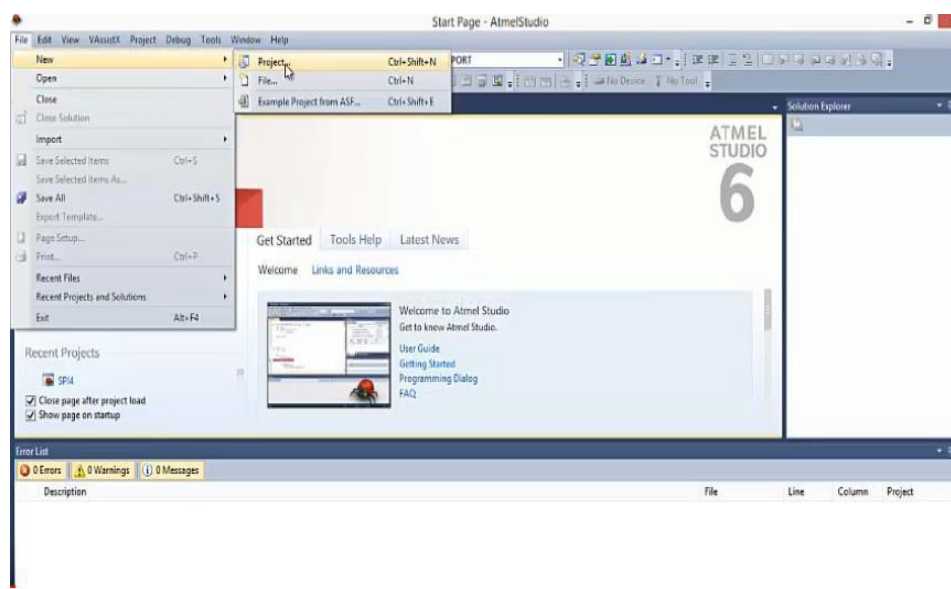 Start Page - AtmelStudio
File Edit View VAssistX Project Debug Tools Window Help
New
Open
Close
Close Solution
Import
Save Selected Items Ctrl+S
Save Selected Items As...
Save All Ctrl+Shift+S
Export Template...
Page Setup...
Print... Ctrl+P
Recent Files
Recent Projects and Solutions
Exit Alt+F4
Project... Ctrl+Shift+N
File... Ctrl+N
Example Project from ASF... Ctrl+Shift+E
PORT
No Device No Tool
Solution Explorer
ATMEL
STUDIO
6
Get Started Tools Help Latest News
Welcome Links and Resources
Welcome to Atmel Studio
Get to know Atmel Studio.
User Guide
Getting Started
Programming Dialog
FAQ
Recent Projects
SPI4
Close page after project load
Show page on startup
Error List
0 Errors 0 Warnings 0 Messages
Description File Line Column Project